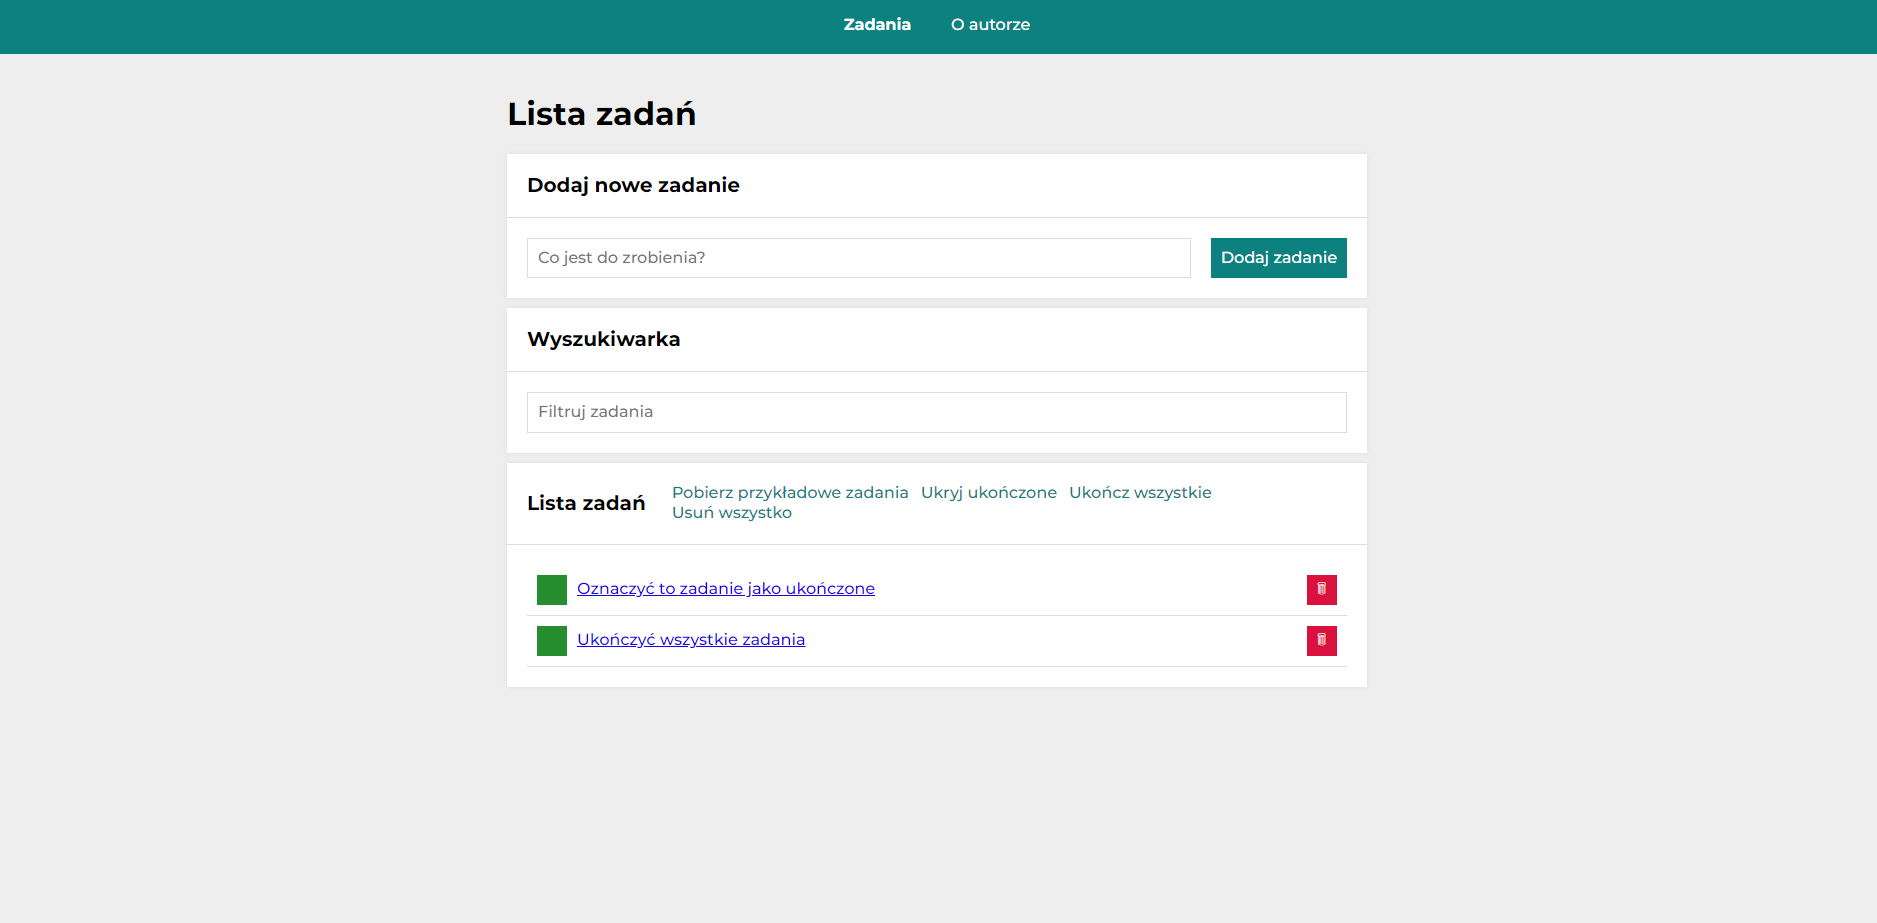 Zadania O autorze
Lista zadań
Dodaj nowe zadanie
Co jest do zrobienia? Dodaj zadanie
Wyszukiwarka
Filtruj zadania
Lista zadań Pobierz przykładowe zadania Ukryj ukończone Ukończ wszystkie
Usuń wszystko
Oznaczyć to zadanie jako ukończone
Ukończyć wszystkie zadania